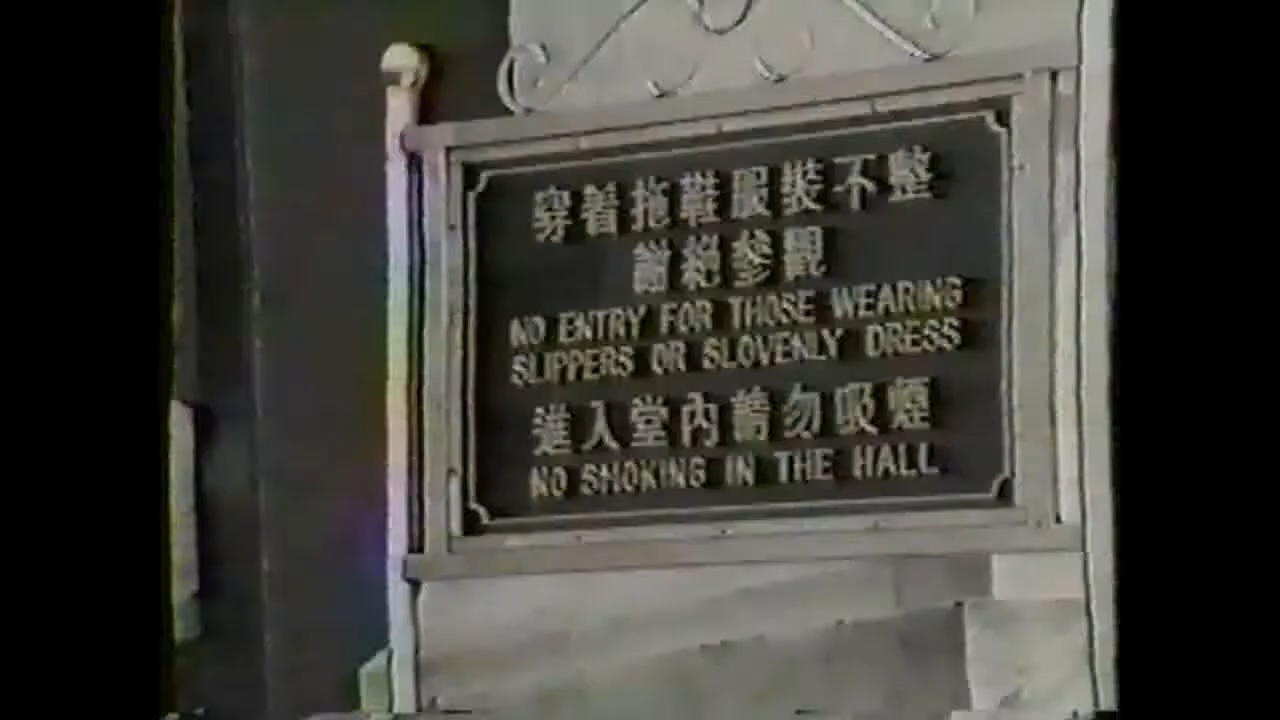 穿着拖鞋服裝不整
謝絕參觀
NO ENTRY FOR THOSE WEARING
SLIPPERS OR SLOVENLY DRESS
進入堂內請勿吸煙
NO SMOKING IN THE HALL